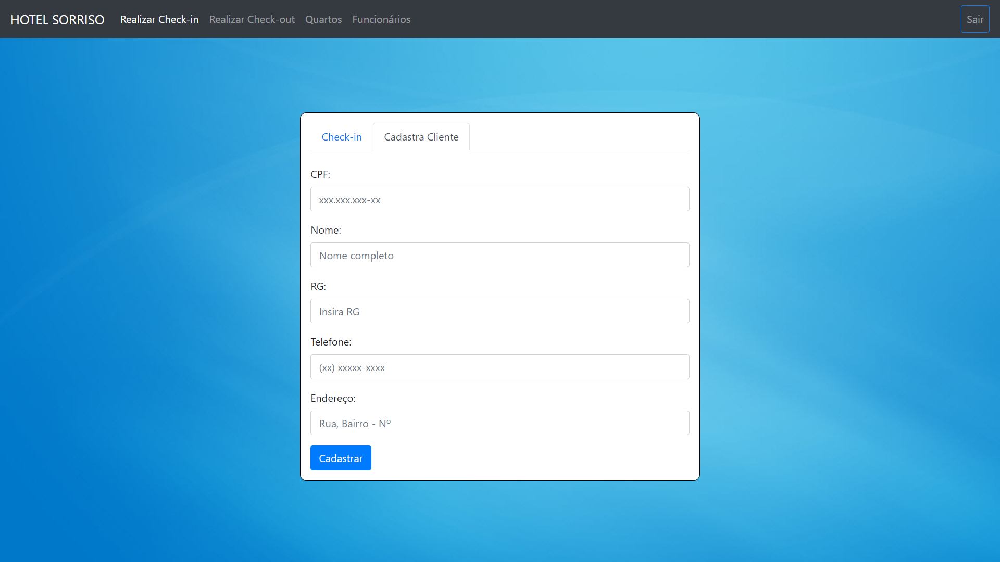 HOTEL SORRISO Realizar Check-in Realizar Check-out Quartos Funcionários Sair
Check-in Cadastra Cliente
CPF:
xxx.xxx.xxx-xx
Nome:
Nome completo
RG:
Insira RG
Telefone:
(xx) xxxxx-xxxx
Endereço:
Rua, Bairro - Nº
Cadastrar